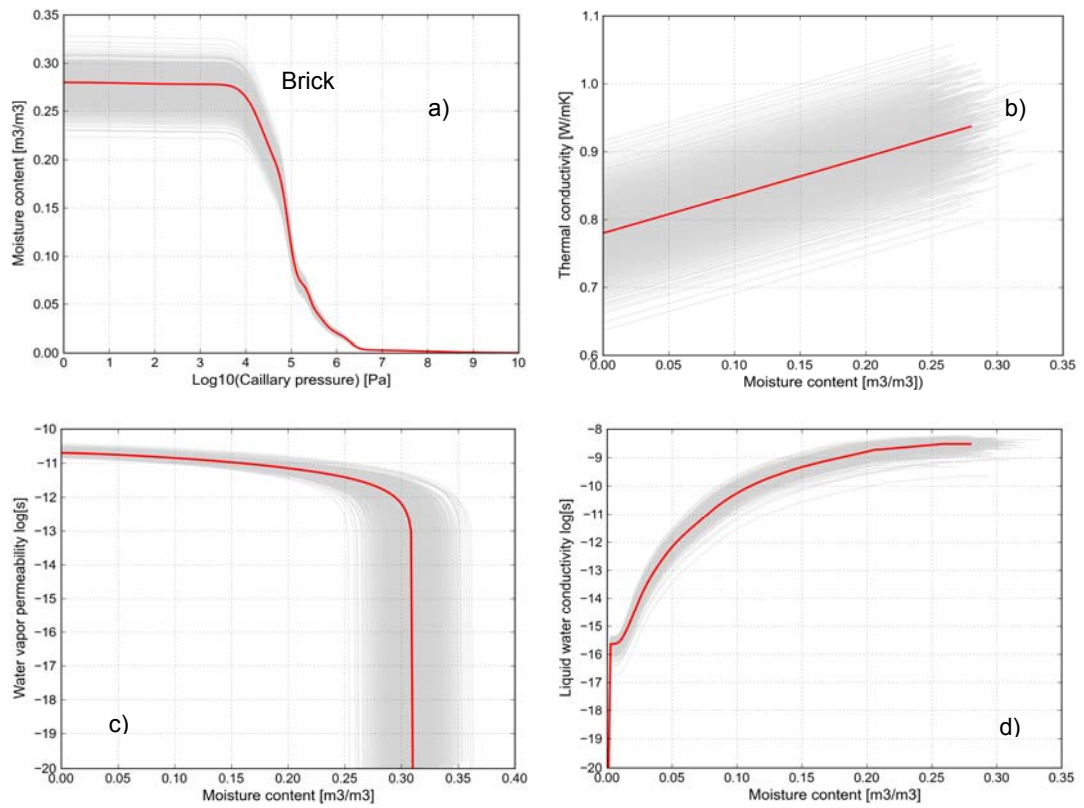 Brick
a)
0.35
0.30
0.25
0.20
0.15
0.10
0.05
0.00
Moisture content [m3/m3]
0 1 2 3 4 5 6 7 8 9 10
Log10(Caillary pressure) [Pa]
b)
1.0
0.9
0.8
0.7
0.6
Thermal conductivity [W/mK]
0.00 0.05 0.10 0.15 0.20 0.25 0.30 0.35
Moisture content [m3/m3])
c)
−10
−11
−12
−13
−14
−15
−16
−17
−18
−19
−20
Water vapor permeability log[s]
0.00 0.05 0.10 0.15 0.20 0.25 0.30 0.35 0.40
Moisture content [m3/m3]
d)
−8
−9
−10
−11
−12
−13
−14
−15
−16
−17
−18
−19
−20
Liquid water conductivity log[s]
0.00 0.05 0.10 0.15 0.20 0.25 0.30 0.35
Moisture content [m3/m3]